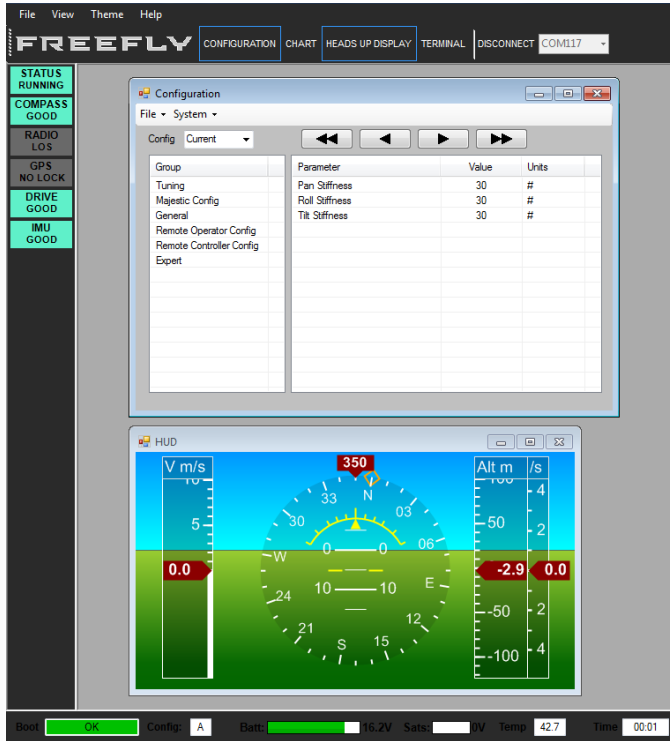 File View Theme Help
FREEFLY CONFIGURATION CHART HEADS UP DISPLAY TERMINAL DISCONNECT COM117
STATUS
RUNNING
COMPASS
GOOD
RADIO
LOS
GPS
NO LOCK
DRIVE
GOOD
IMU
GOOD
Configuration
File System
Config Current
Group
Tuning
Majestic Config
General
Remote Operator Config
Remote Controller Config
Expert
Parameter Value Units
Pan Stiffness 30 #
Roll Stiffness 30 #
Tilt Stiffness 30 #
HUD
V m/s
10
5
0.0
350
N
03
06
E
12
15
S
21
24
W
30
33
0 0
10 10
Alt m /s
-100
-50
-2.9
--50
--100
4
2
0.0
2
4
Boot OK Config: A Batt: 16.2V Sats: 0V Temp 42.7 Time 00:01